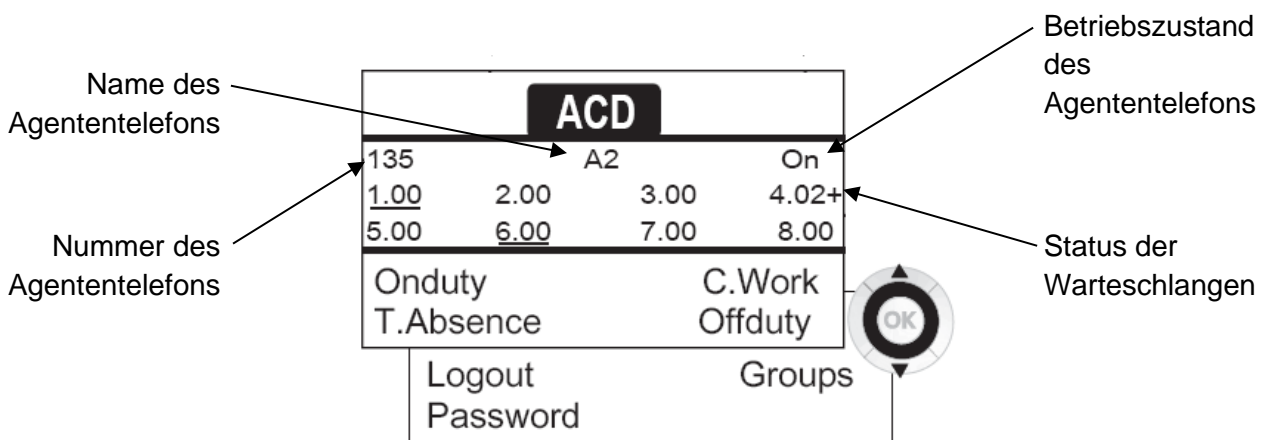 Betriebszustand
des
Agententelefons
Name des
Agententelefons
ACD
135 A2 On
1.00 2.00 3.00 4.02+
5.00 6.00 7.00 8.00
Nummer des
Agententelefons
Status der
Warteschlangen
Onduty C.Work
T.Absence Offduty
OK
Logout Groups
Password